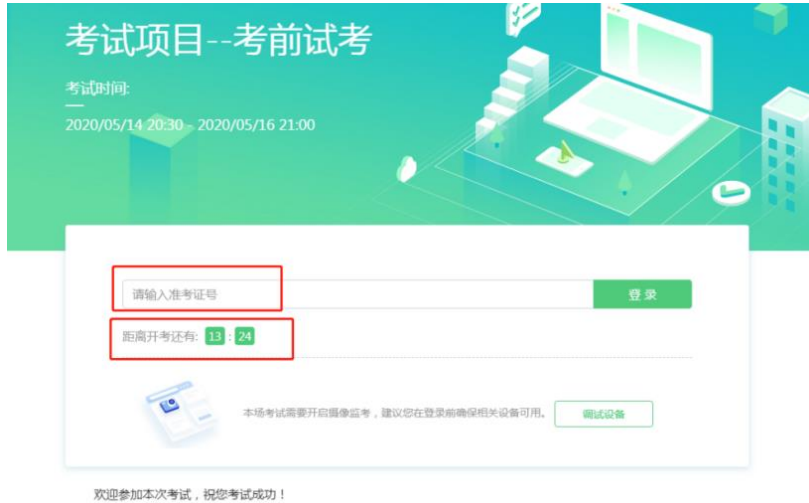 考试项目--考前试考
考试时间:
2020/05/14 20:30 - 2020/05/16 21:00
请输入准考证号
登 录
距离开考还有: 13 : 24
本场考试需要开启摄像监考，建议您在登录前确保相关设备可用。
调试设备
欢迎参加本次考试，祝您考试成功！